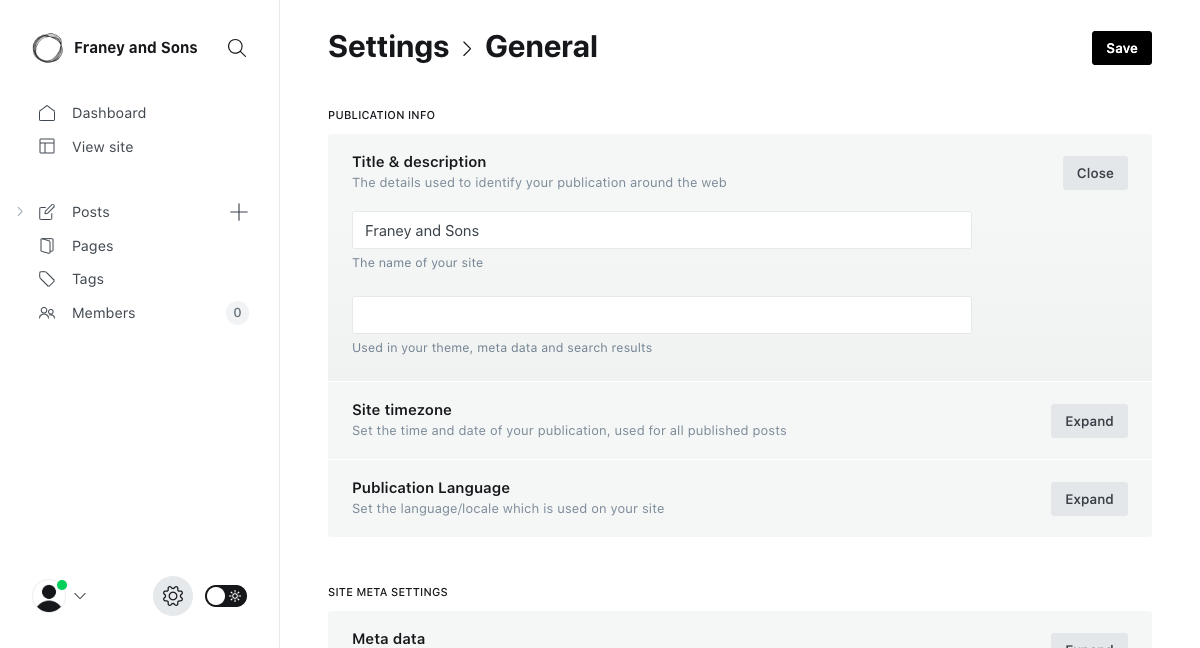 Franey and Sons
Dashboard
View site
Posts
Pages
Tags
Members
0
Settings
General
Save
PUBLICATION INFO
Title & description
The details used to identify your publication around the web
Close
Franey and Sons
The name of your site
Used in your theme, meta data and search results
Site timezone
Set the time and date of your publication, used for all published posts
Expand
Publication Language
Set the language/locale which is used on your site
Expand
SITE META SETTINGS
Meta data
Expand